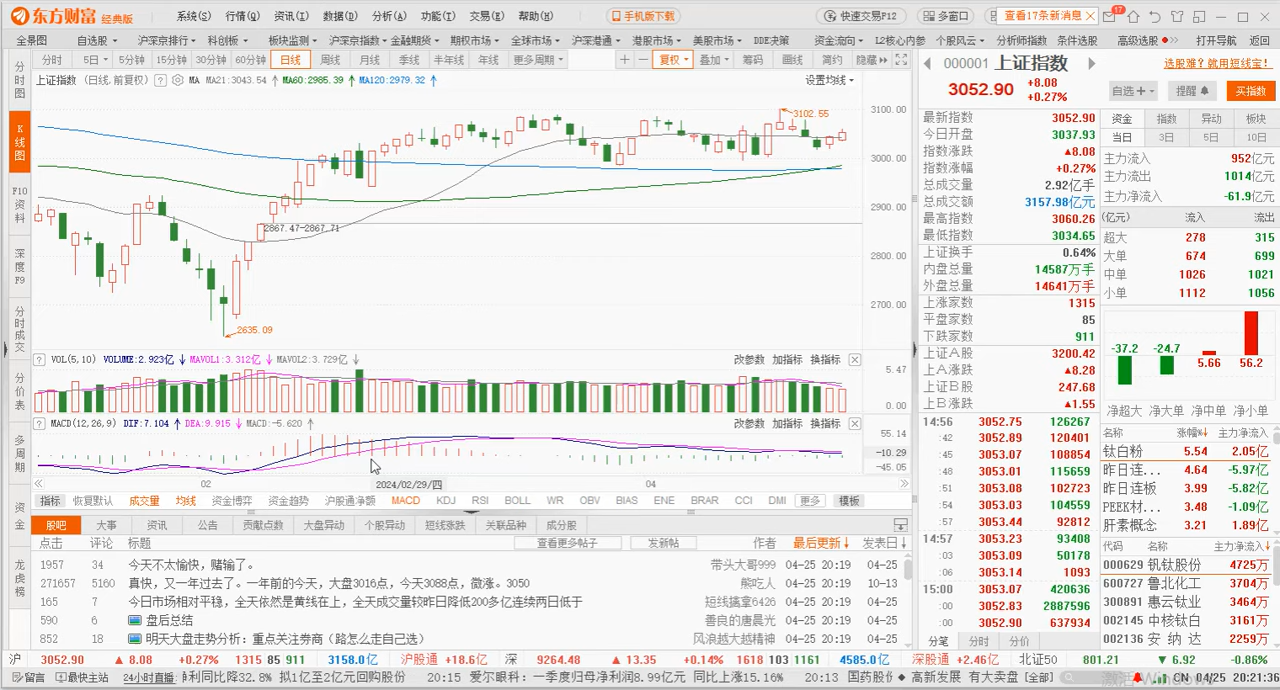 东方财富 经典版 系统(S) 行情(Q) 资讯(I) 数据(J) 分析(A) 功能(T) 交易(E) 帮助(H) 手机版下载 快速交易F12 多窗口 查看17条新消息 17
全景图 自选股 沪深京排行 科创板 板块监测 沪深京指数 金融期货 期权市场 全球市场 沪深港通 港股市场 美股市场 DDE决策 资金流向 L2核心内参 个股风云 分析师指数 条件选股 高级选股 打开导航 返回
分时 5日 5分钟 15分钟 30分钟 60分钟 日线 周线 月线 季线 半年线 年线 更多周期 复权 叠加 筹码 画线 简约 隐藏
上证指数 (日线,前复权) ? MA MA21:3043.54 MA60:2985.39 MA120:2979.32 设置均线
分时图
K线图
F10资料
深度F9
分时成交
分价表
多周期
资金
龙虎榜
3100.00
3000.00
2900.00
2800.00
2700.00
3102.55
2867.47-2867.71
2635.09
? VOL(5,10) VOLUME:2.923亿 MAVOL1:3.312亿 MAVOL2:3.729亿 改参数 加指标 换指标
5.47
0.00
? MACD(12,26,9) DIF:7.104 DEA:9.915 MACD:-5.620 改参数 加指标 换指标
55.14
-10.29
-45.05
02 2024/02/29/四 04
指标 恢复默认 成交量 均线 资金博弈 资金趋势 沪股通净额 MACD KDJ RSI BOLL WR OBV BIAS ENE BRAR CCI DMI 更多 模板
股吧 大事 资讯 公告 贡献点数 大盘异动 个股异动 短线涨跌 关联品种 成分股
点击 评论 标题 查看更多帖子 发新帖 作者 最后更新 发表日
1957 34 今天不太愉快，赌输了。 带头大哥999 04-25 20:19 04-25
271657 5160 真快，又一年过去了。一年前的今天，大盘3016点，今天3088点，微涨。3050 熊吃人 04-25 20:19 10-13
165 7 今日市场相对平稳，全天依然是黄线在上，全天成交量较昨日降低200多亿连续两日低于 短线擒拿6426 04-25 20:19 04-25
590 6 盘后总结 善良的唐晨光 04-25 20:19 04-25
852 18 明天大盘走势分析：重点关注券商（路怎么走自己选） 风浪越大越精神 04-25 20:19 04-25
000001 上证指数 选股难？就用短线宝！
3052.90 +8.08 +0.27% 自选 提醒 买指数
最新指数 3052.90
今日开盘 3037.93
指数涨跌 ▲8.08
指数涨幅 +0.27%
总成交量 2.92亿手
总成交额 3157.98亿元
最高指数 3060.26
最低指数 3034.65
上证换手 0.64%
内盘总量 14587万手
外盘总量 14641万手
上涨家数 1315
平盘家数 85
下跌家数 911
上证A股 3200.42
上A涨跌 ▲8.28
上证B股 247.68
上B涨跌 ▲1.55
14:56 3052.75 126267
:42 3052.89 120401
:45 3053.07 108854
:48 3053.01 115659
:51 3053.08 102723
:54 3053.03 104559
:57 3053.44 92812
14:57 3053.23 93408
:03 3053.09 50178
:06 3053.14 1093
15:00 3053.07 420636
:00 3052.83 2887596
:00 3052.90 637934
分笔 分时 分价
资金 指数 异动 板块
当日 3日 5日 10日
主力流入 952亿元
主力流出 1014亿元
主力净流入 -61.9亿元
(亿元) 流入 流出
超大 278 315
大单 674 699
中单 1026 1021
小单 1112 1056
-37.2 -24.7 5.66 56.2
净超大 净大单 净中单 净小单
名称 涨幅% 主力净流入
钛白粉 5.54 2.05亿
昨日连... 4.64 -5.97亿
昨日连板 3.99 -5.82亿
PEEK材... 3.48 -1.09亿
肝素概念 3.21 1.89亿
代码 名称 主力净流入
000629 钒钛股份 4725万
600727 鲁北化工 3704万
300891 惠云钛业 3464万
002145 中核钛白 3161万
002136 安纳达 2259万
沪 3052.90 ▲8.08 +0.27% 1315 85 911 3158.0亿 沪股通 +18.6亿 深 9264.48 ▲13.35 +0.14% 1618 103 1161 4585.0亿 深股通 +2.46亿 北证50 801.21 ▼6.92 -0.86%
留言 最快主站 24小时直播 利同比降32.8% 拟1亿至2亿元回购股份 20:15 爱尔眼科：一季度归母净利润8.99亿元 同比上涨15.16% 20:13 国药股份 高景发展 有大卖盘 [全部] CN 04/25 20:21:36